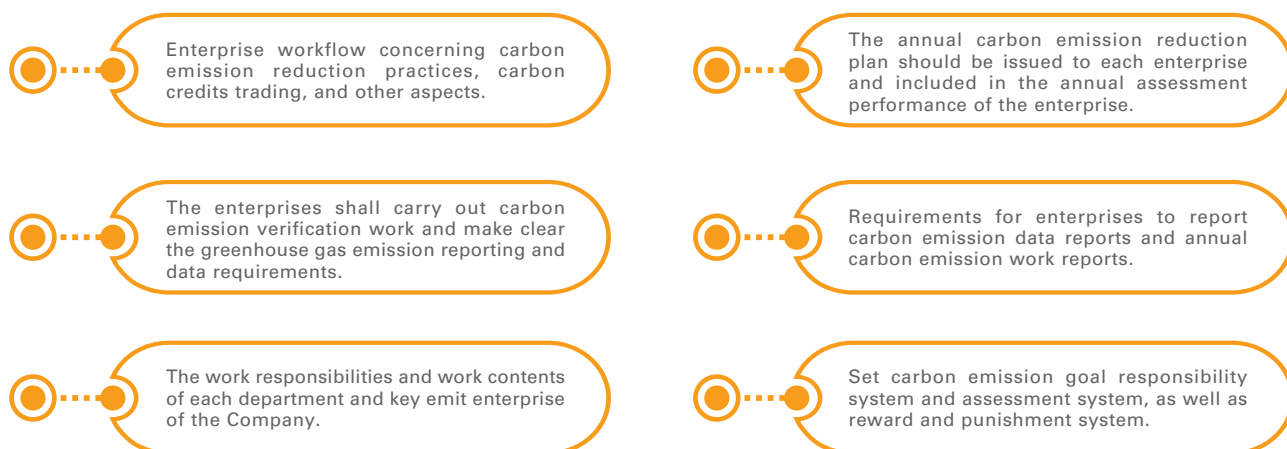 Enterprise workflow concerning carbon
emission reduction practices, carbon
credits trading, and other aspects.
The annual carbon emission reduction
plan should be issued to each enterprise
and included in the annual assessment
performance of the enterprise.
The enterprises shall carry out carbon
emission verification work and make clear
the greenhouse gas emission reporting and
data requirements.
Requirements for enterprises to report
carbon emission data reports and annual
carbon emission work reports.
The work responsibilities and work contents
of each department and key emit enterprise
of the Company.
Set carbon emission goal responsibility
system and assessment system, as well as
reward and punishment system.